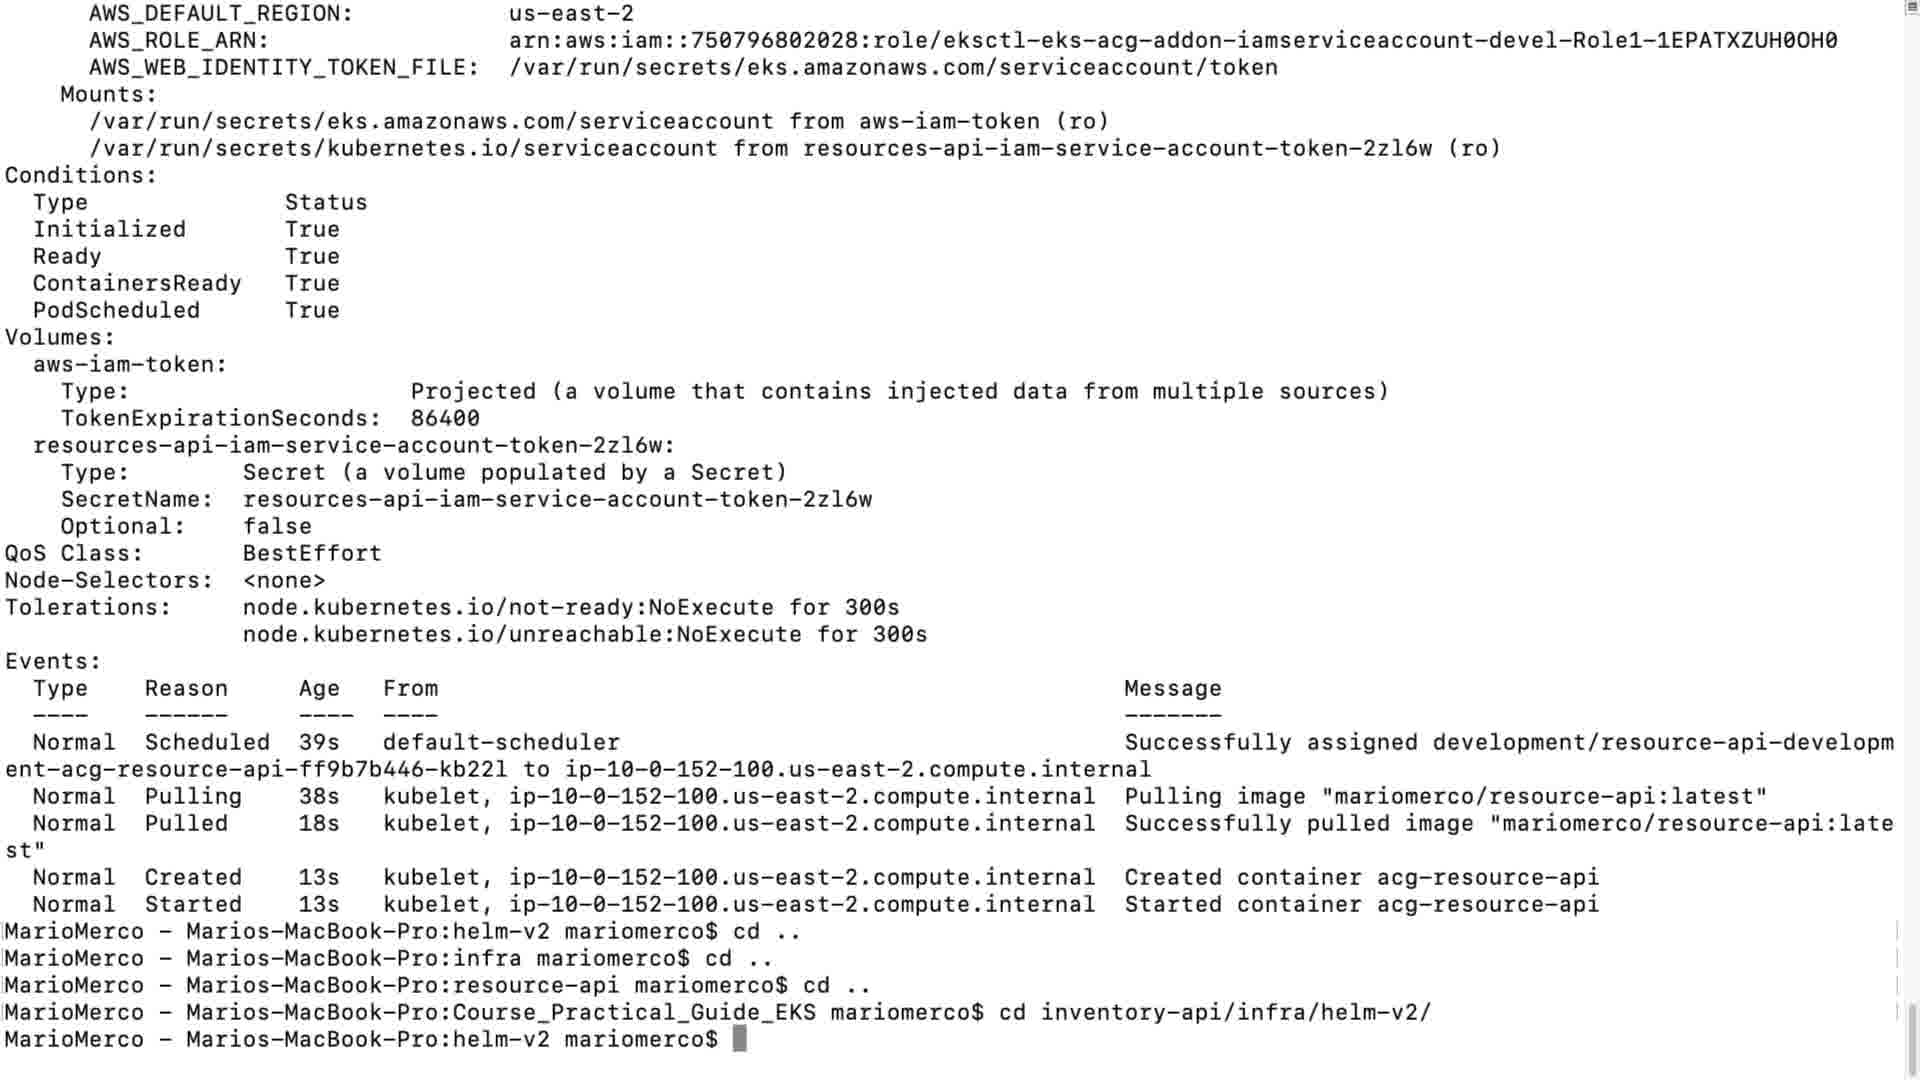 AWS_DEFAULT_REGION:           us-east-2
AWS_ROLE_ARN:                 arn:aws:iam::750796802028:role/eksctl-eks-acg-addon-iamserviceaccount-devel-Role1-1EPATXZUH0OH0
AWS_WEB_IDENTITY_TOKEN_FILE:  /var/run/secrets/eks.amazonaws.com/serviceaccount/token
Mounts:
/var/run/secrets/eks.amazonaws.com/serviceaccount from aws-iam-token (ro)
/var/run/secrets/kubernetes.io/serviceaccount from resources-api-iam-service-account-token-2zl6w (ro)
Conditions:
Type              Status
Initialized       True
Ready             True
ContainersReady   True
PodScheduled      True
Volumes:
aws-iam-token:
Type:                    Projected (a volume that contains injected data from multiple sources)
TokenExpirationSeconds:  86400
resources-api-iam-service-account-token-2zl6w:
Type:        Secret (a volume populated by a Secret)
SecretName:  resources-api-iam-service-account-token-2zl6w
Optional:    false
QoS Class:       BestEffort
Node-Selectors:  <none>
Tolerations:     node.kubernetes.io/not-ready:NoExecute for 300s
node.kubernetes.io/unreachable:NoExecute for 300s
Events:
Type    Reason     Age   From                                                 Message
----    ------     ----  ----                                                 -------
Normal  Scheduled  39s   default-scheduler                                    Successfully assigned development/resource-api-developm
ent-acg-resource-api-ff9b7b446-kb22l to ip-10-0-152-100.us-east-2.compute.internal
Normal  Pulling    38s   kubelet, ip-10-0-152-100.us-east-2.compute.internal  Pulling image "mariomerco/resource-api:latest"
Normal  Pulled     18s   kubelet, ip-10-0-152-100.us-east-2.compute.internal  Successfully pulled image "mariomerco/resource-api:late
st"
Normal  Created    13s   kubelet, ip-10-0-152-100.us-east-2.compute.internal  Created container acg-resource-api
Normal  Started    13s   kubelet, ip-10-0-152-100.us-east-2.compute.internal  Started container acg-resource-api
MarioMerco - Marios-MacBook-Pro:helm-v2 mariomerco$ cd ..
MarioMerco - Marios-MacBook-Pro:infra mariomerco$ cd ..
MarioMerco - Marios-MacBook-Pro:resource-api mariomerco$ cd ..
MarioMerco - Marios-MacBook-Pro:Course_Practical_Guide_EKS mariomerco$ cd inventory-api/infra/helm-v2/
MarioMerco - Marios-MacBook-Pro:helm-v2 mariomerco$